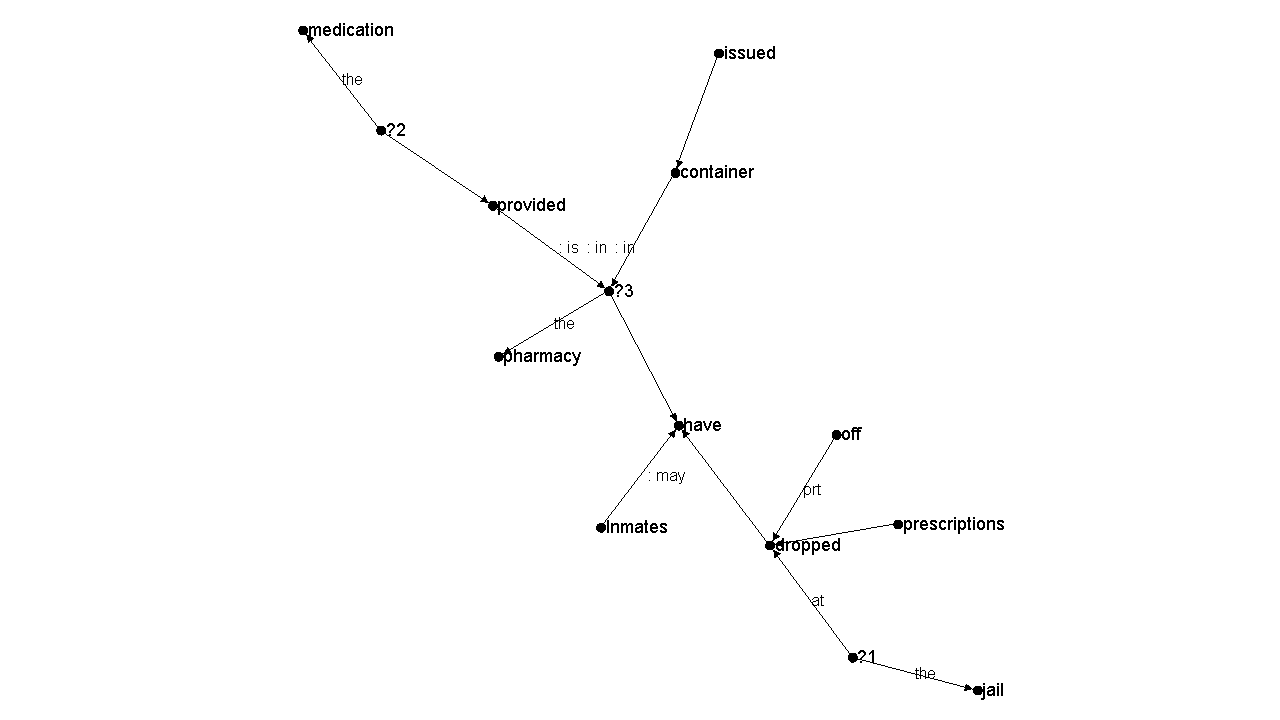 medication
issued
the
?2
container
provided
: is : in : in
?3
the
pharmacy
have
off
: may
prt
Inmates
prescriptions
dropped
at
?1
the
jail